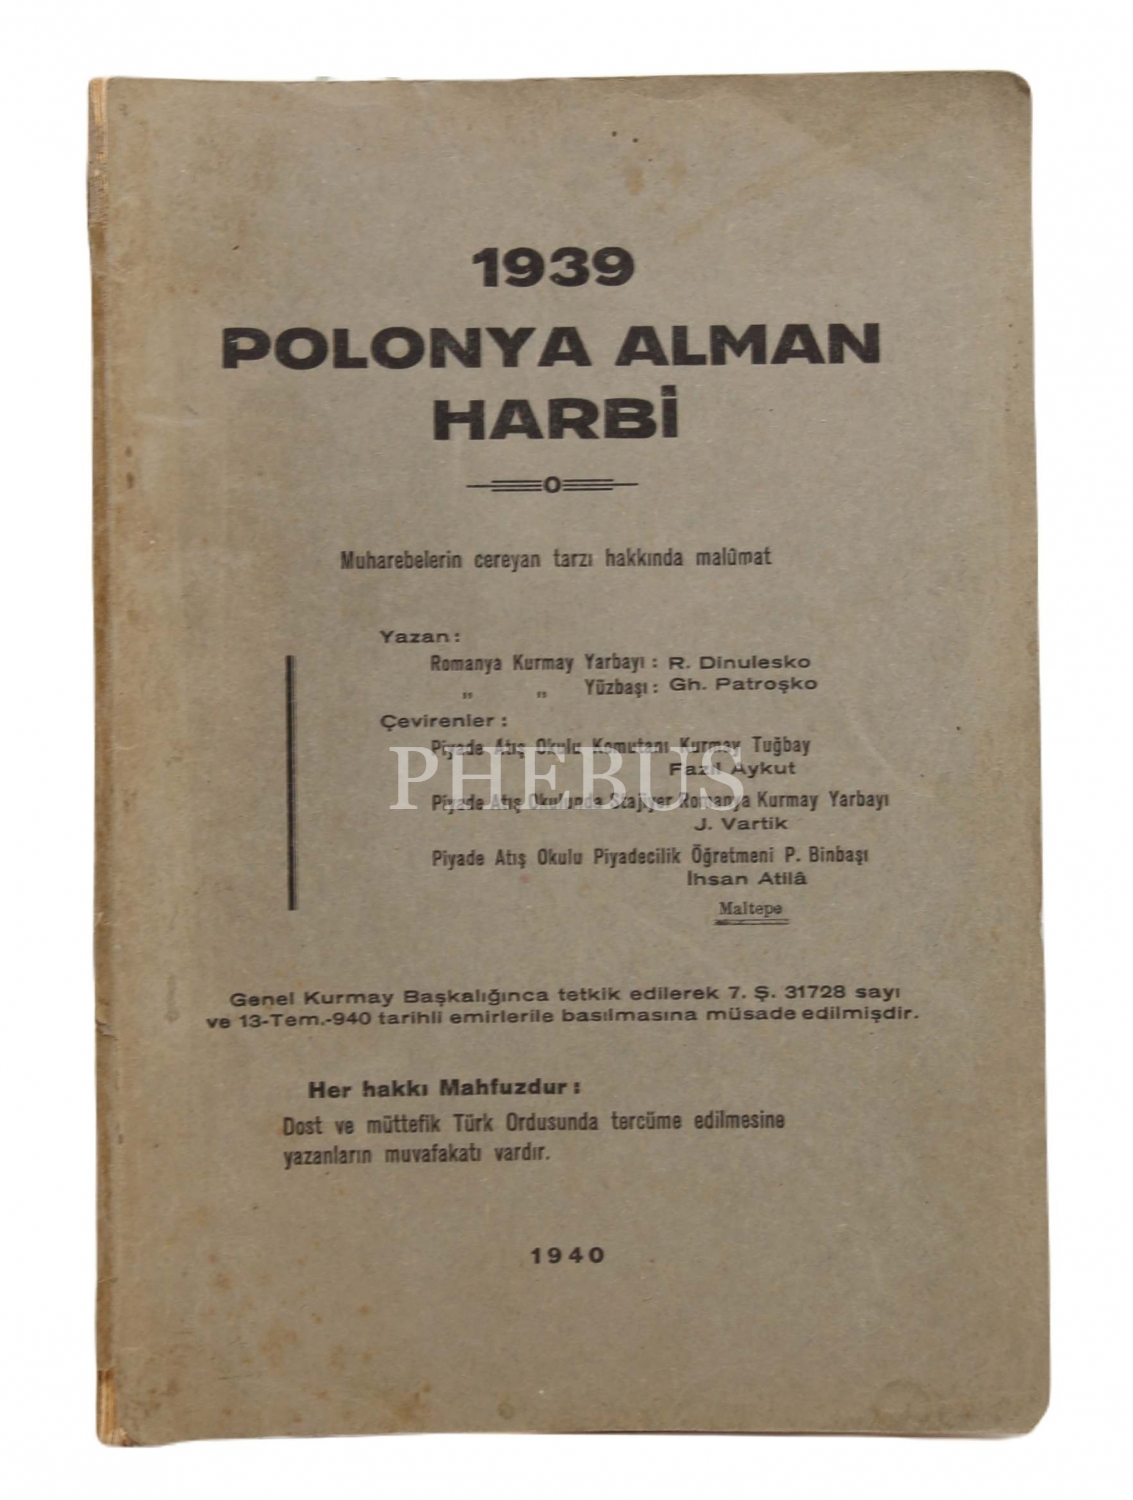 1939
POLONYA ALMAN
HARBİ
Muharebelerin cereyan tarzı hakkında malûmat
Yazan:
Romanya Kurmay Yarbayı : R. Dinulesko
„ „ Yüzbaşı : Gh. Patroşko
Çevirenler :
Piyade Atış Okulu Komutanı Kurmay Tuğbay
Fazıl Aykut
PHEBUS
Piyade Atış Okulunda Stajiyer Romanya Kurmay Yarbayı
J. Vartik
Piyade Atış Okulu Piyadecilik Öğretmeni P. Binbaşı
İhsan Atilâ
Maltepe
Genel Kurmay Başkalığınca tetkik edilerek 7. Ş. 31728 sayı
ve 13-Tem.-940 tarihli emirlerile basılmasına müsade edilmişdir.
Her hakkı Mahfuzdur :
Dost ve müttefik Türk Ordusunda tercüme edilmesine
yazanların muvafakatı vardır.
1940